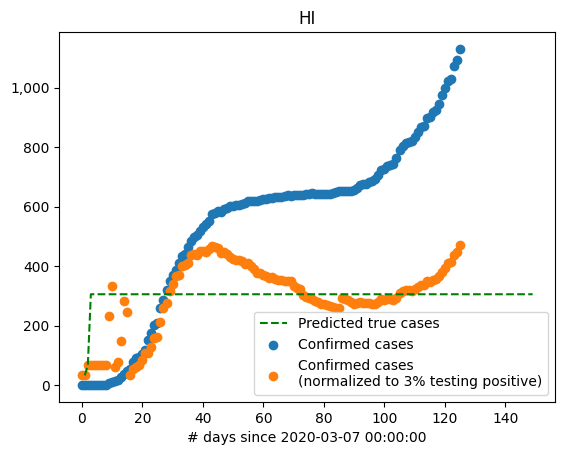 HI
1,000
800
600
400
200
0
0 20 40 60 80 100 120 140
# days since 2020-03-07 00:00:00
Predicted true cases
Confirmed cases
Confirmed cases
(normalized to 3% testing positive)